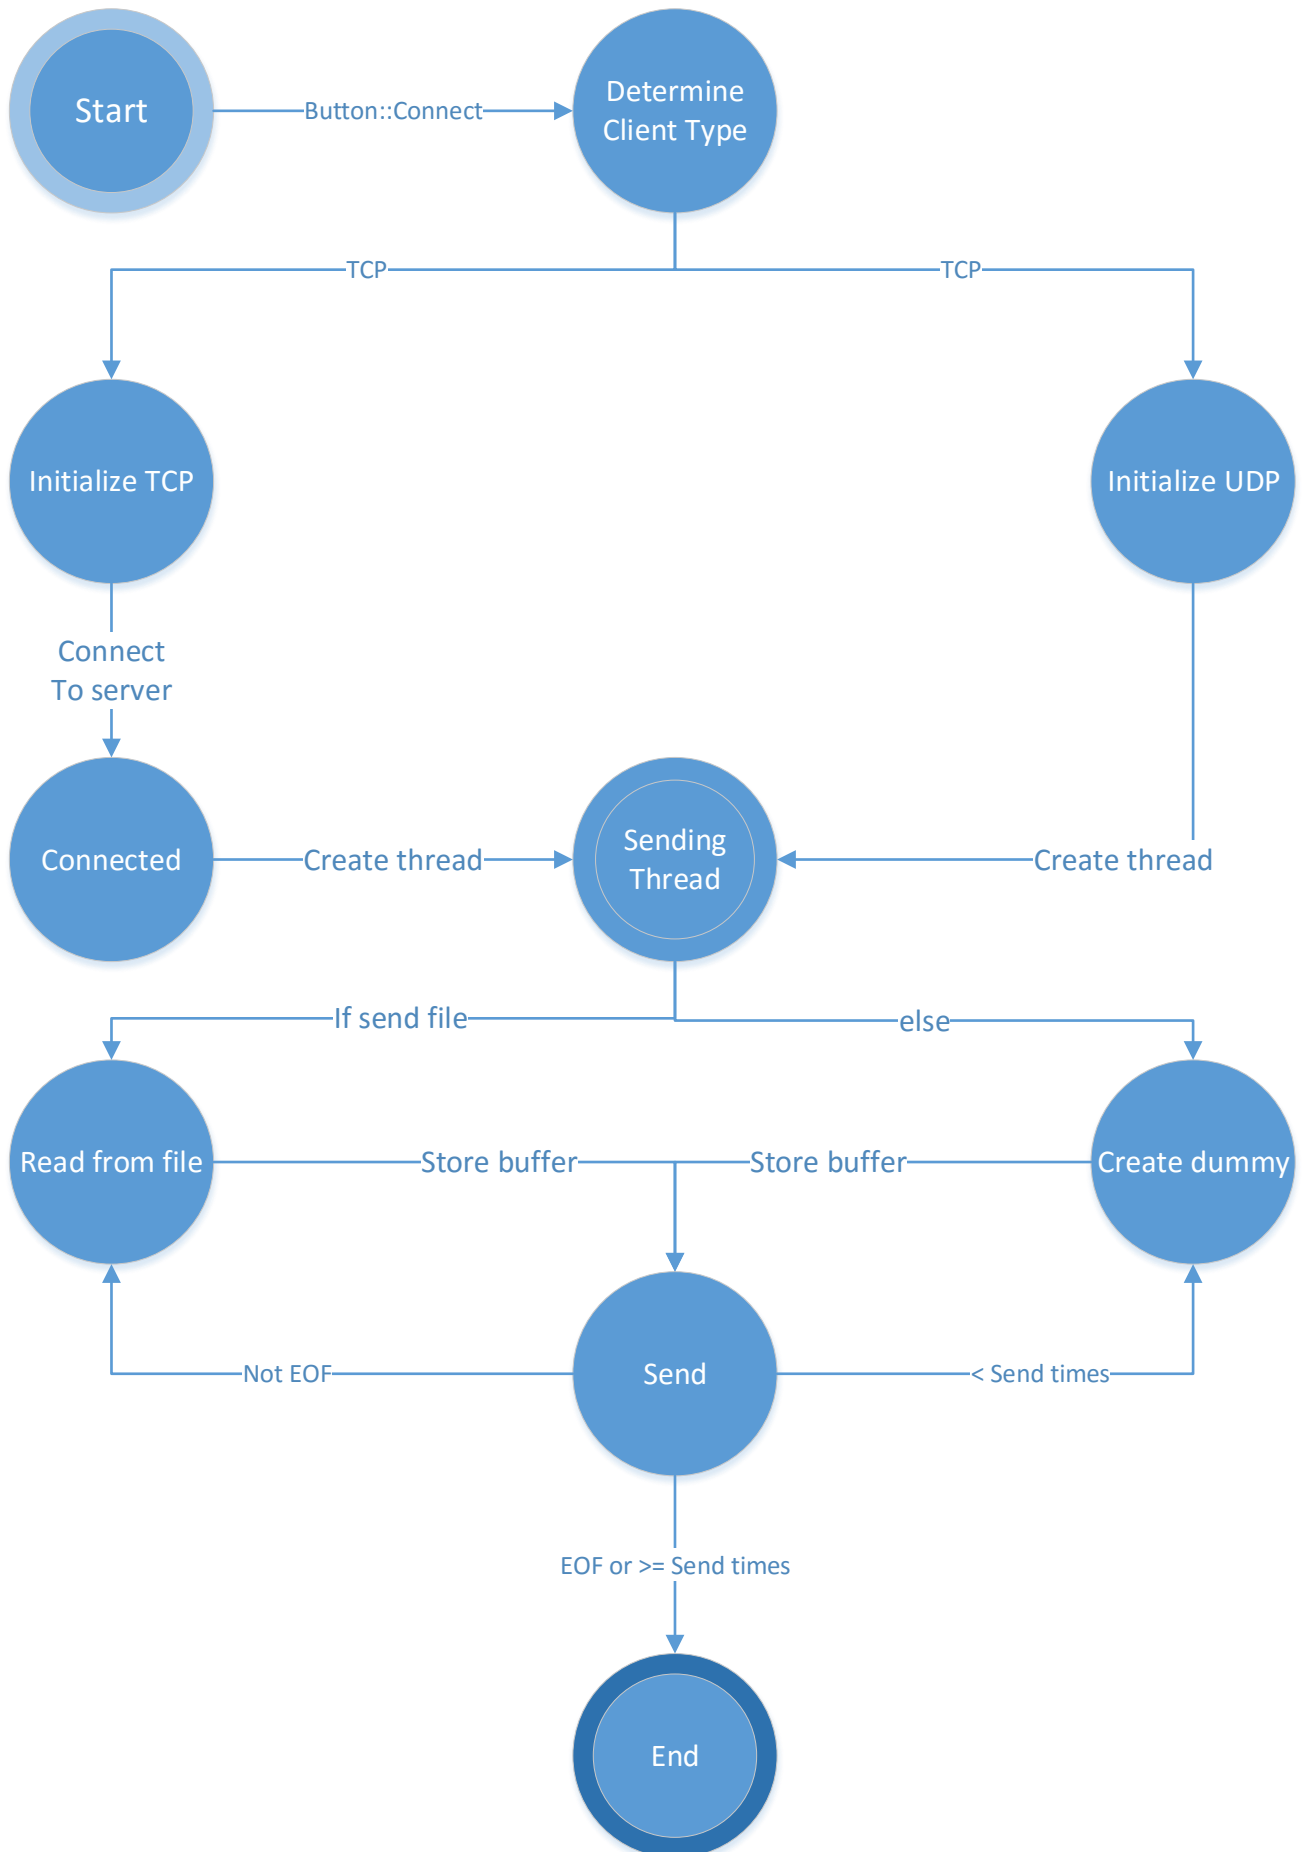 Start
Button::Connect
Determine
Client Type
TCP
TCP
Initialize TCP
Initialize UDP
Connect
To server
Connected
Create thread
Sending
Thread
Create thread
If send file
else
Read from file
Store buffer
Store buffer
Create dummy
Not EOF
Send
< Send times
EOF or >= Send times
End